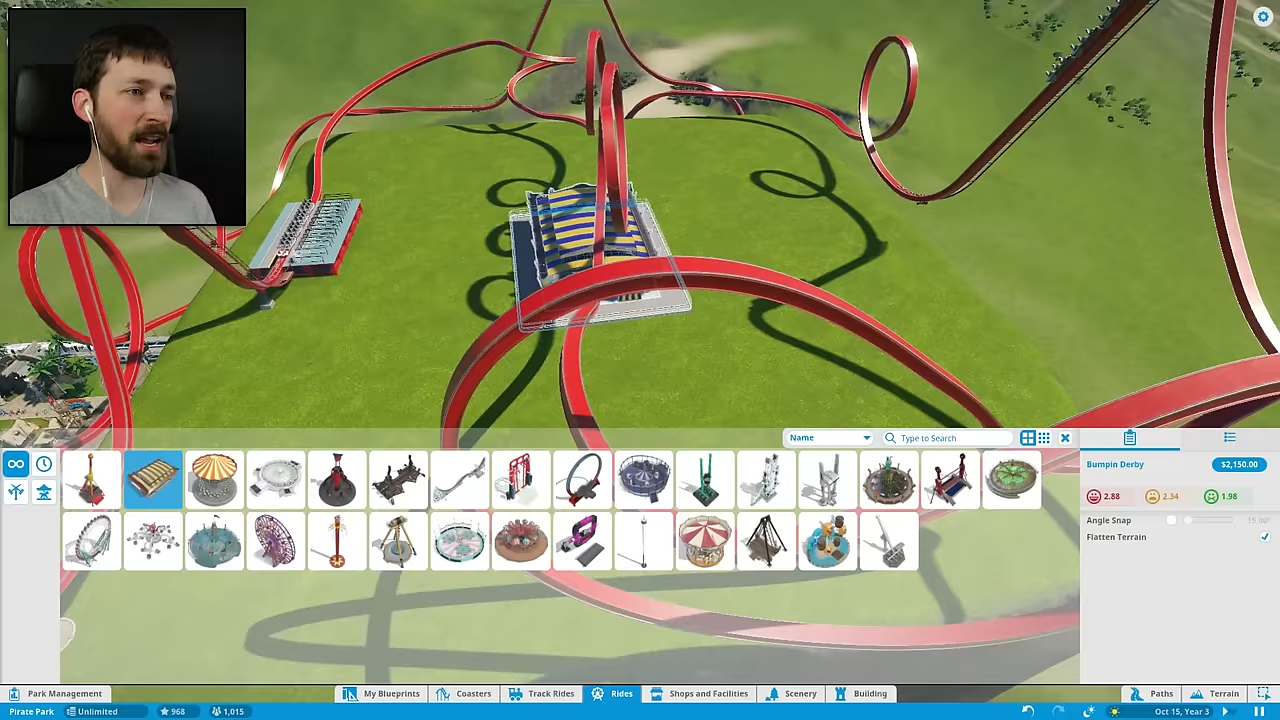 Name
Type to Search
Bumpin Derby
$2,150.00
2.88
2.34
1.98
Angle Snap
15.00°
Flatten Terrain
Park Management
My Blueprints
Coasters
Track Rides
Rides
Shops and Facilities
Scenery
Building
Paths
Terrain
Pirate Park
Unlimited
968
1,015
Oct 15, Year 3